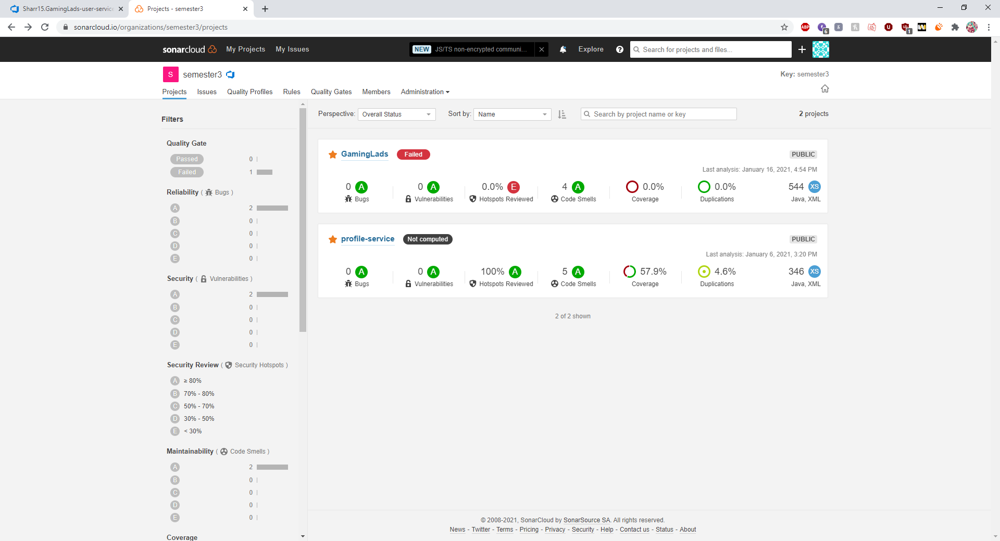 Sharr15.GamingLads-user-service
Projects - semester3
sonarcloud.io/organizations/semester3/projects
ABP
6
1
sonarcloud
My Projects
My Issues
NEW JS/TS non-encrypted communi...
Explore
Search for projects and files...
S semester3
Key: semester3
Projects
Issues
Quality Profiles
Rules
Quality Gates
Members
Administration
Filters
Quality Gate
Passed 0
Failed 1
Reliability ( Bugs )
A 2
B 0
C 0
D 0
E 0
Security ( Vulnerabilities )
A 2
B 0
C 0
D 0
E 0
Security Review ( Security Hotspots )
A ≥ 80%
B 70% - 80%
C 50% - 70%
D 30% - 50%
E < 30%
Maintainability ( Code Smells )
A 2
B 0
C 0
D 0
E 0
Coverage
Perspective: Overall Status
Sort by: Name
Search by project name or key
2 projects
GamingLads Failed
PUBLIC
Last analysis: January 16, 2021, 4:54 PM
0 A
Bugs
0 A
Vulnerabilities
0.0% E
Hotspots Reviewed
4 A
Code Smells
0.0%
Coverage
0.0%
Duplications
544 XS
Java, XML
profile-service Not computed
PUBLIC
Last analysis: January 6, 2021, 3:20 PM
0 A
Bugs
0 A
Vulnerabilities
100% A
Hotspots Reviewed
5 A
Code Smells
57.9%
Coverage
4.6%
Duplications
346 XS
Java, XML
2 of 2 shown
© 2008-2021, SonarCloud by SonarSource SA. All rights reserved.
News - Twitter - Terms - Pricing - Privacy - Security - Help - Contact us - Status - About